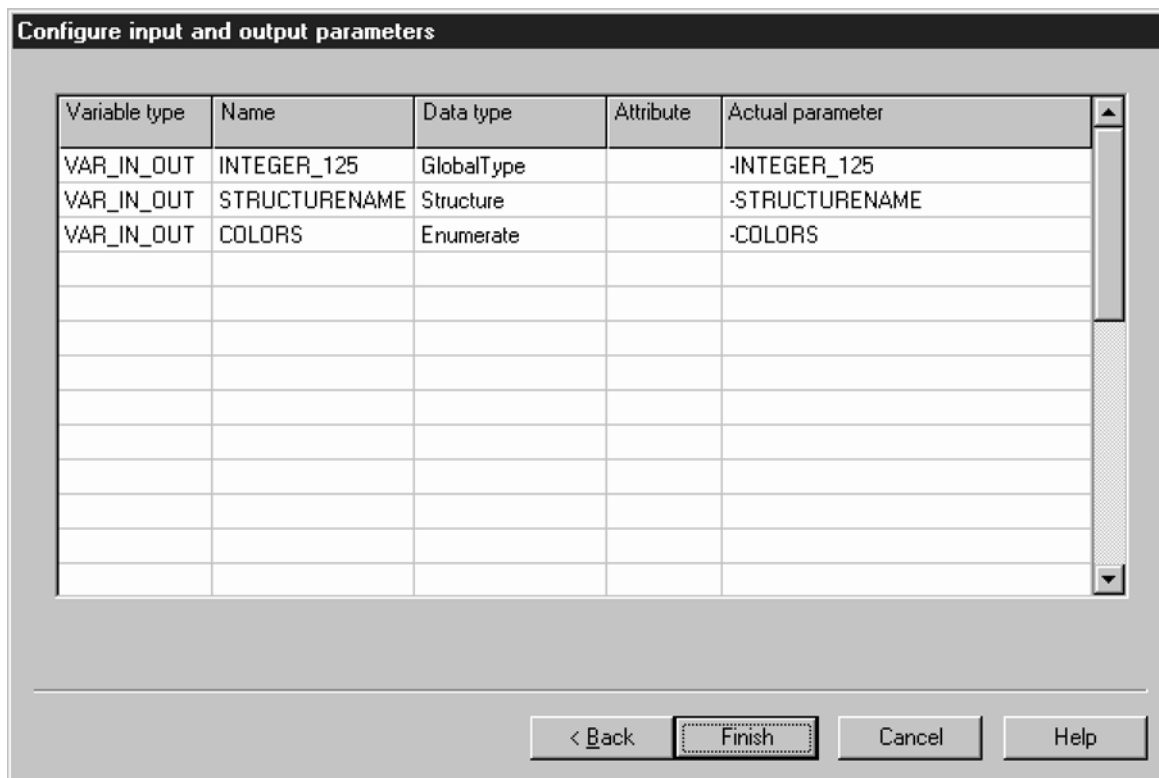 Configure input and output parameters
Variable type Name Data type Attribute Actual parameter
VAR_IN_OUT INTEGER_125 GlobalType -INTEGER_125
VAR_IN_OUT STRUCTURENAME Structure -STRUCTURENAME
VAR_IN_OUT COLORS Enumerate -COLORS
< Back Finish Cancel Help